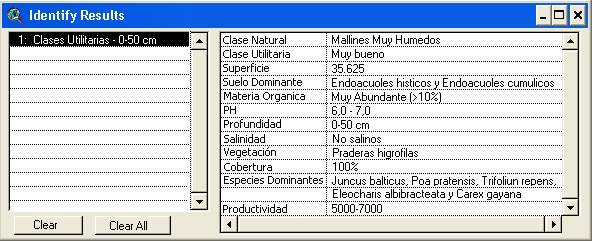 Identify Results
1: Clases Utilitarias - 0-50 cm
Clase Natural Mallines Muy Humedos
Clase Utilitaria Muy bueno
Superficie 35.625
Suelo Dominante Endoacuoles histicos y Endoacuoles cumulicos
Materia Organica Muy Abundante (>10%)
PH 6,0 - 7,0
Profundidad 0-50 cm
Salinidad No salinos
Vegetación Praderas higrofilas
Cobertura 100%
Especies Dominantes Juncus balticus, Poa pratensis, Trifoliun repens,
Eleocharis albibracteata y Carex gayana
Productividad 5000-7000
Clear Clear All